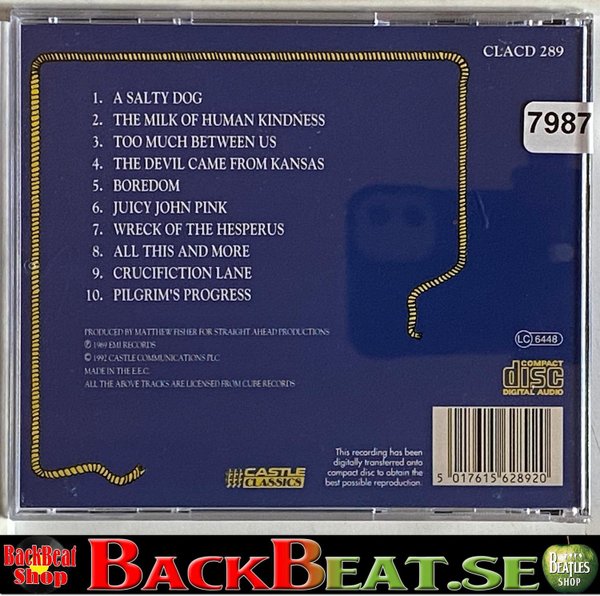 CLACD 289
1. A SALTY DOG
2. THE MILK OF HUMAN KINDNESS
3. TOO MUCH BETWEEN US
4. THE DEVIL CAME FROM KANSAS
5. BOREDOM
6. JUICY JOHN PINK
7. WRECK OF THE HESPERUS
8. ALL THIS AND MORE
9. CRUCIFICTION LANE
10. PILGRIM'S PROGRESS
7987
PRODUCED BY MATTHEW FISHER FOR STRAIGHT AHEAD PRODUCTIONS
℗ 1969 EMI RECORDS
© 1992 CASTLE COMMUNICATIONS PLC
MADE IN THE E.E.C.
ALL THE ABOVE TRACKS ARE LICENSED FROM CUBE RECORDS
LC 6448
COMPACT
disc
DIGITAL AUDIO
CASTLE
CLASSICS
This recording has been
digitally transferred onto
compact disc to obtain the
best possible reproduction.
5 017615 628920
BackBeat
Shop
BACKBEAT.SE
BEATLES
SHOP